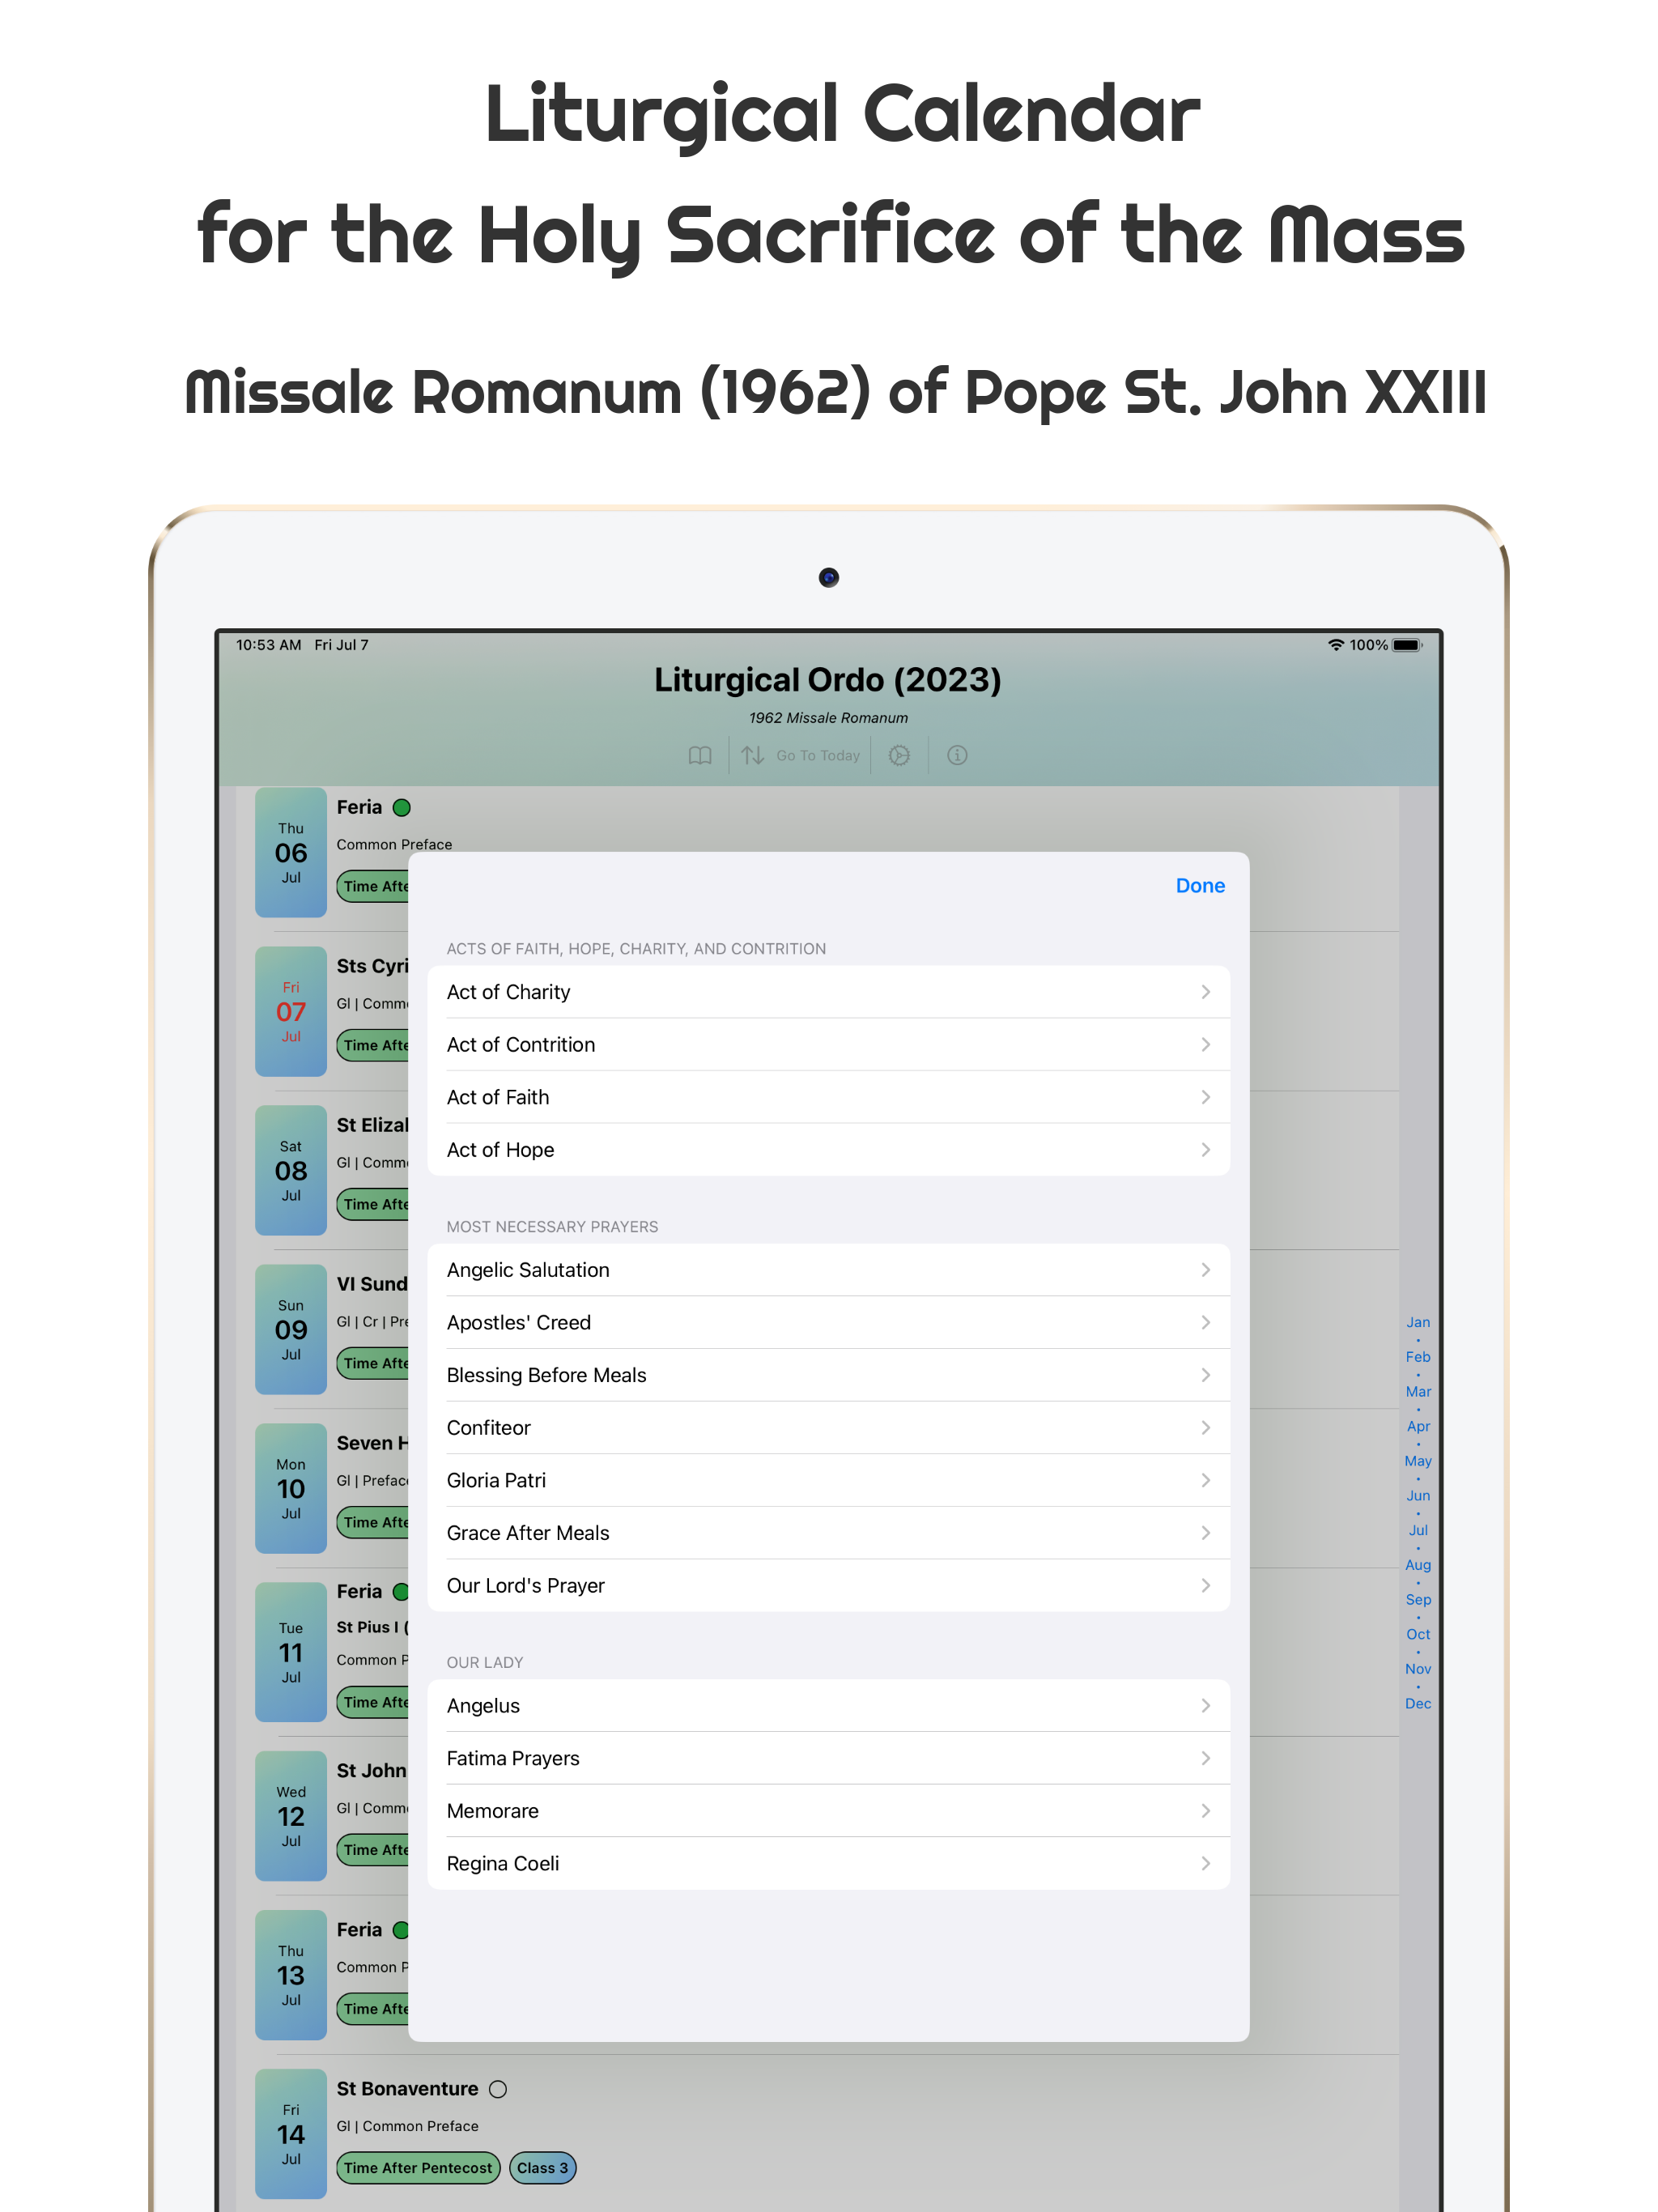 Liturgical Calendar
for the Holy Sacrifice of the Mass
Missale Romanum (1962) of Pope St. John XXIII
10:53 AM Fri Jul 7
100%
Liturgical Ordo (2023)
1962 Missale Romanum
Go To Today
Thu
06
Jul
Feria
Common Preface
Time Afte
Fri
07
Jul
Sts Cyri
Gl | Comm
Time Afte
Sat
08
Jul
St Eliza
Gl | Comm
Time Afte
Sun
09
Jul
VI Sund
Gl | Cr | Pre
Time Afte
Mon
10
Jul
Seven H
Gl | Preface
Time Afte
Tue
11
Jul
Feria
St Pius I (
Common P
Time Afte
Wed
12
Jul
St John
Gl | Comm
Time Afte
Thu
13
Jul
Feria
Common P
Time Afte
Fri
14
Jul
St Bonaventure
Gl | Common Preface
Time After Pentecost Class 3
Done
ACTS OF FAITH, HOPE, CHARITY, AND CONTRITION
Act of Charity
Act of Contrition
Act of Faith
Act of Hope
MOST NECESSARY PRAYERS
Angelic Salutation
Apostles' Creed
Blessing Before Meals
Confiteor
Gloria Patri
Grace After Meals
Our Lord's Prayer
OUR LADY
Angelus
Fatima Prayers
Memorare
Regina Coeli
Jan
Feb
Mar
Apr
May
Jun
Jul
Aug
Sep
Oct
Nov
Dec